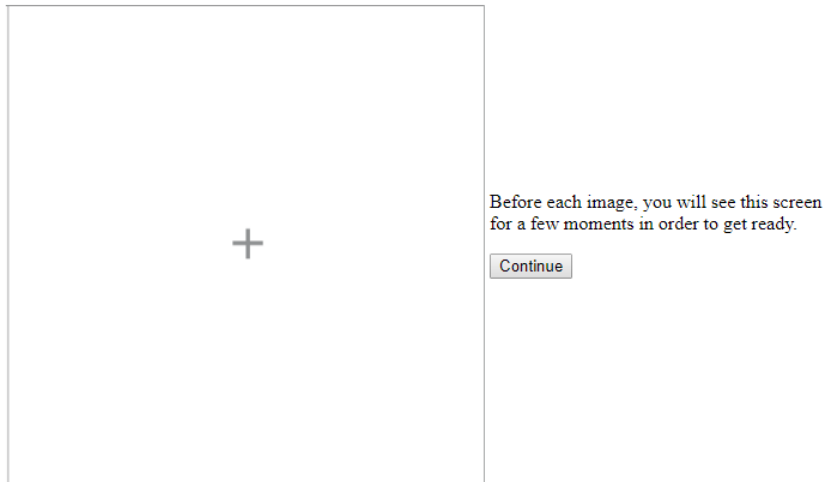 Before each image, you will see this screen
for a few moments in order to get ready.
Continue